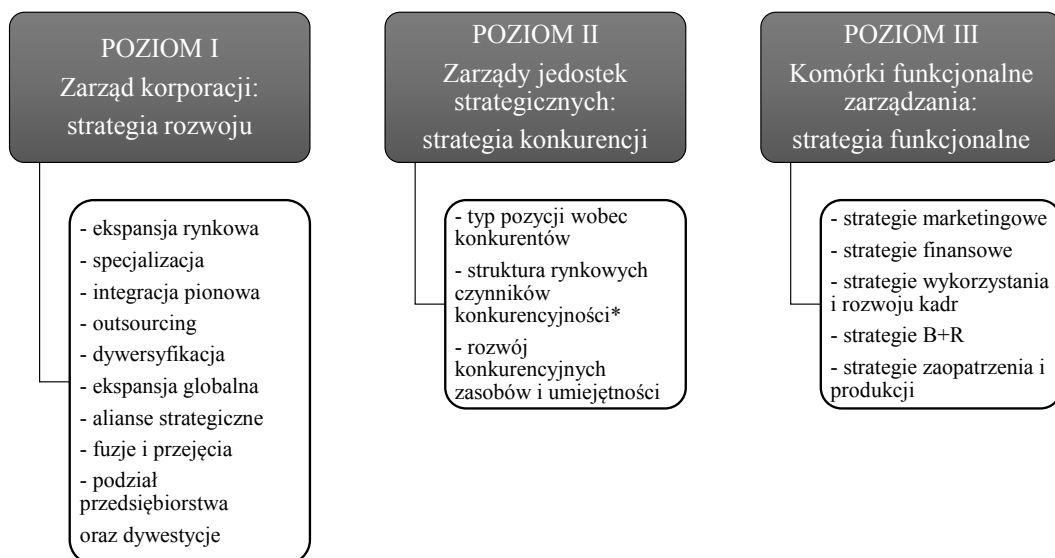 POZIOM I
Zarząd korporacji:
strategia rozwoju
- ekspansja rynkowa
- specjalizacja
- integracja pionowa
- outsourcing
- dywersyfikacja
- ekspansja globalna
- alianse strategiczne
- fuzje i przejęcia
- podział
przedsiębiorstwa
oraz dywestycje
POZIOM II
Zarządy jedostek
strategicznych:
strategia konkurencji
- typ pozycji wobec
konkurentów
- struktura rynkowych
czynników
konkurencyjności*
- rozwój
konkurencyjnych
zasobów i umiejętności
POZIOM III
Komórki funkcjonalne
zarządzania:
strategia funkcjonalne
- strategie marketingowe
- strategie finansowe
- strategie wykorzystania
i rozwoju kadr
- strategie B+R
- strategie zaopatrzenia i
produkcji